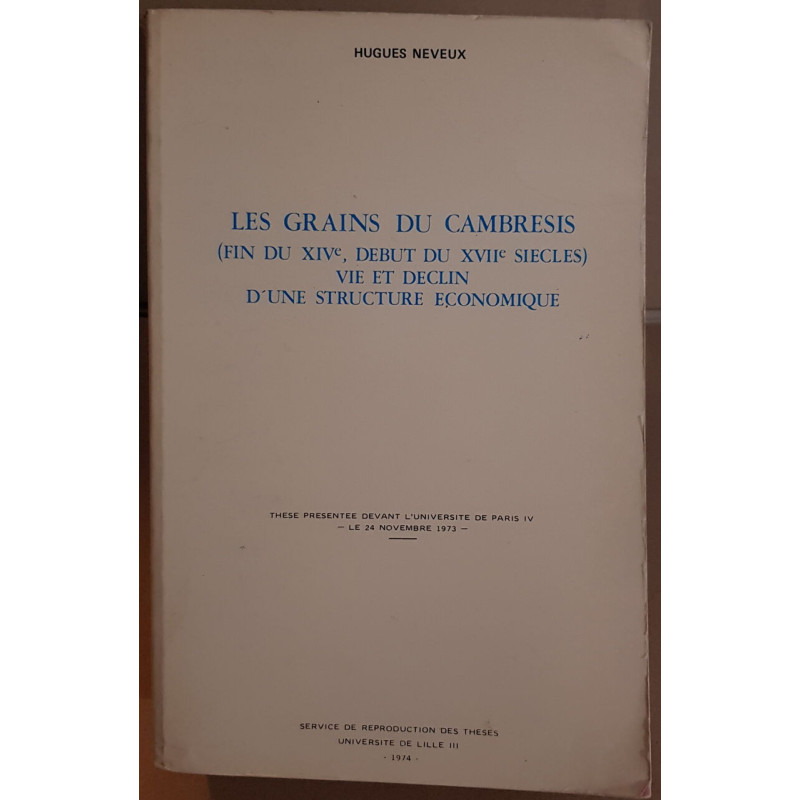 HUGUES NEVEUX
LES GRAINS DU CAMBRESIS
(FIN DU XIVe, DEBUT DU XVIIe SIECLES)
VIE ET DECLIN
D'UNE STRUCTURE ECONOMIQUE
THESE PRESENTEE DEVANT L'UNIVERSITE DE PARIS IV
— LE 24 NOVEMBRE 1973 —
SERVICE DE REPRODUCTION DES THESES
UNIVERSITE DE LILLE III
- 1974 -